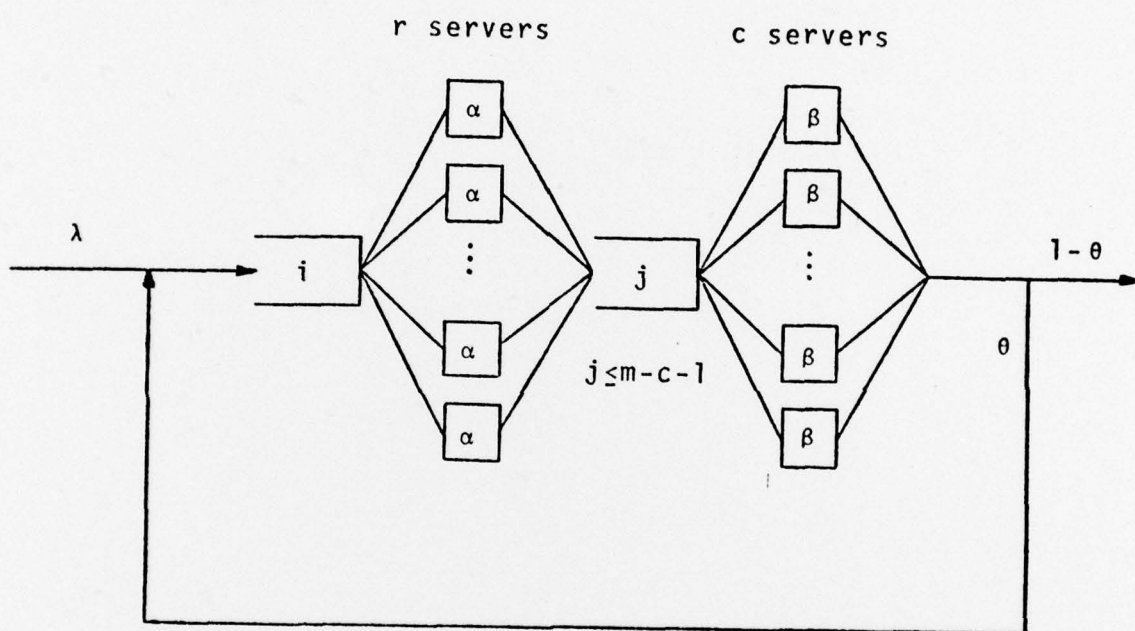 r servers
c servers
α
β
α
β
λ
⋮
⋮
i
j
1-θ
α
β
θ
j≤m-c-1
α
β